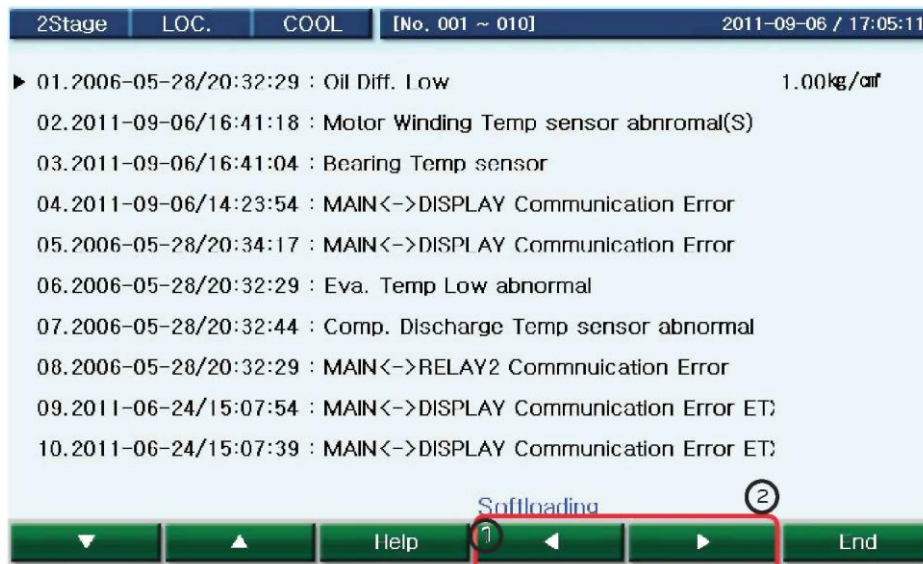 2Stage LOC. COOL [No. 001 ~ 010] 2011-09-06 / 17:05:11
▶ 01.2006-05-28/20:32:29 : Oil Diff. Low 1.00㎏/㎠
02.2011-09-06/16:41:18 : Motor Winding Temp sensor abnromal(S)
03.2011-09-06/16:41:04 : Bearing Temp sensor
04.2011-09-06/14:23:54 : MAIN<->DISPLAY Communication Error
05.2006-05-28/20:34:17 : MAIN<->DISPLAY Communication Error
06.2006-05-28/20:32:29 : Eva. Temp Low abnormal
07.2006-05-28/20:32:44 : Comp. Discharge Temp sensor abnormal
08.2006-05-28/20:32:29 : MAIN<->RELAY2 Commnuication Error
09.2011-06-24/15:07:54 : MAIN<->DISPLAY Communication Error ET
10.2011-06-24/15:07:39 : MAIN<->DISPLAY Communication Error ET
Softloading ②
▼ ▲ Help ① ◀ ▶ End